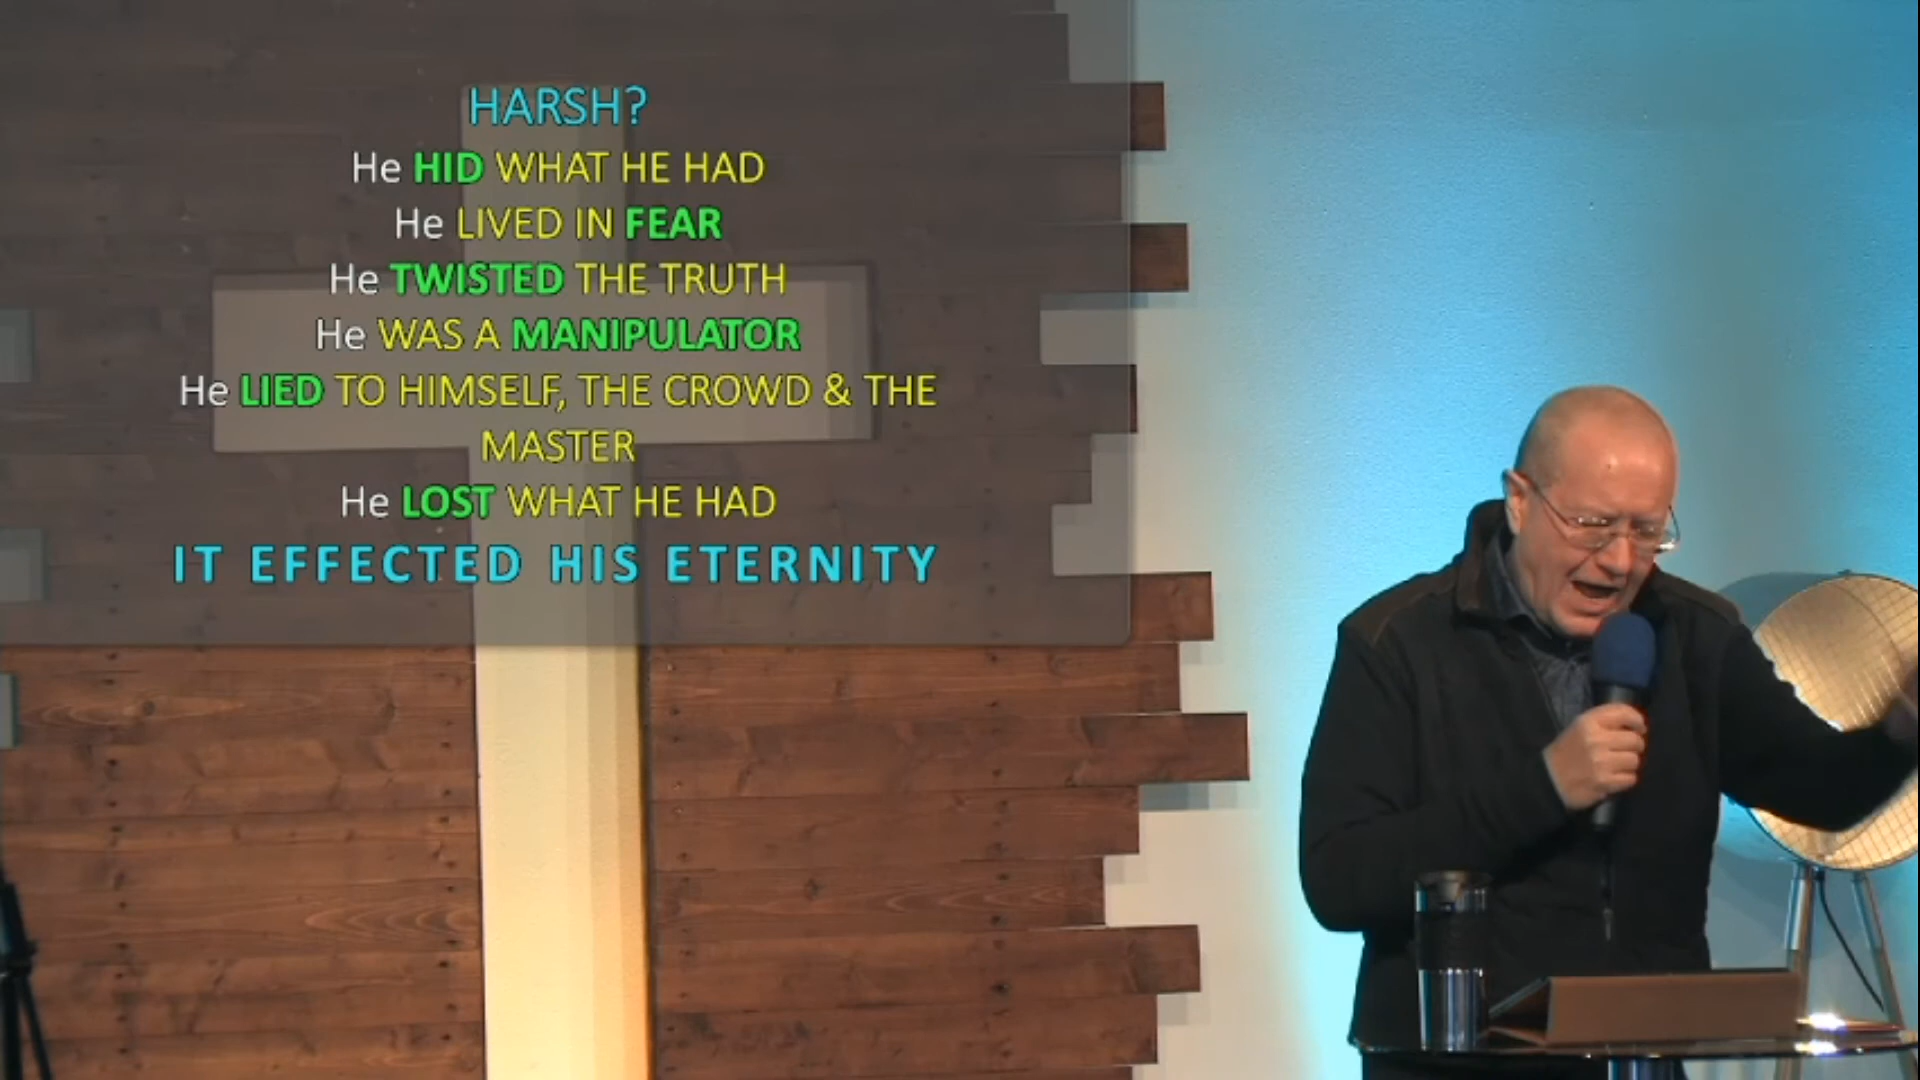 HARSH?
He HID WHAT HE HAD
He LIVED IN FEAR
He TWISTED THE TRUTH
He WAS A MANIPULATOR
He LIED TO HIMSELF, THE CROWD & THE
MASTER
He LOST WHAT HE HAD
IT EFFECTED HIS ETERNITY